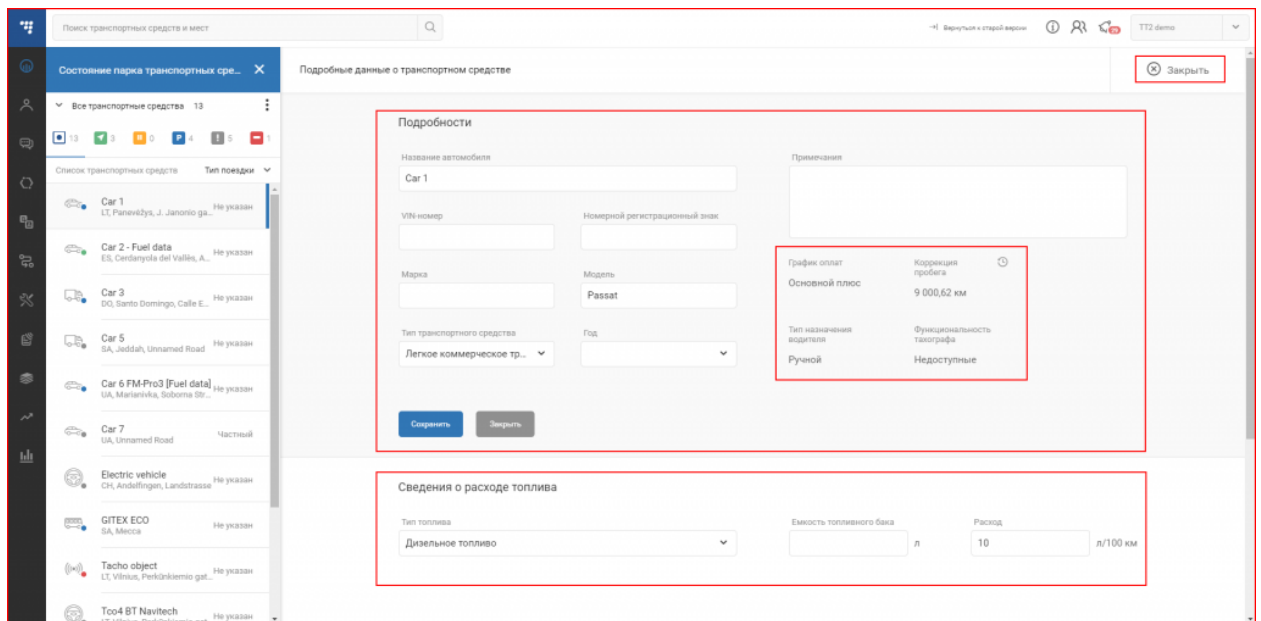 Поиск транспортных средств и мест
Вернуться к старой версии
TT2 demo
Состояние парка транспортных сре...
Подробные данные о транспортном средстве
Закрыть
Все транспортные средства 13
13 3 0 P 4 5 1
Список транспортных средств Тип поездки
Car 1
LT, Panevėžys, J. Janonio ga... Не указан
Car 2 - Fuel data
ES, Cerdanyola del Vallès, A... Не указан
Car 3
DO, Santo Domingo, Calle E... Не указан
Car 5
SA, Jeddah, Unnamed Road Не указан
Car 6 FM-Pro3 [Fuel data]
UA, Marianivka, Soborna Str... Не указан
Car 7
UA, Unnamed Road Частный
Electric vehicle
CH, Andelfingen, Landstrasse Не указан
GITEX ECO
SA, Mecca Не указан
Tacho object
LT, Vilnius, Perkūnkiemio gat... Не указан
Tco4 BT Navitech
Не указан
Подробности
Название автомобиля
Car 1
Примечания
VIN-номер
Номерной регистрационный знак
Марка
Модель
Passat
Тип транспортного средства
Легкое коммерческое тр...
Год
График оплат
Основной плюс
Коррекция
пробега
9 000,62 км
Тип назначения
водителя
Ручной
Функциональность
тахографа
Недоступные
Сохранить
Закрыть
Сведения о расходе топлива
Тип топлива
Дизельное топливо
Емкость топливного бака
л
Расход
10 л/100 км